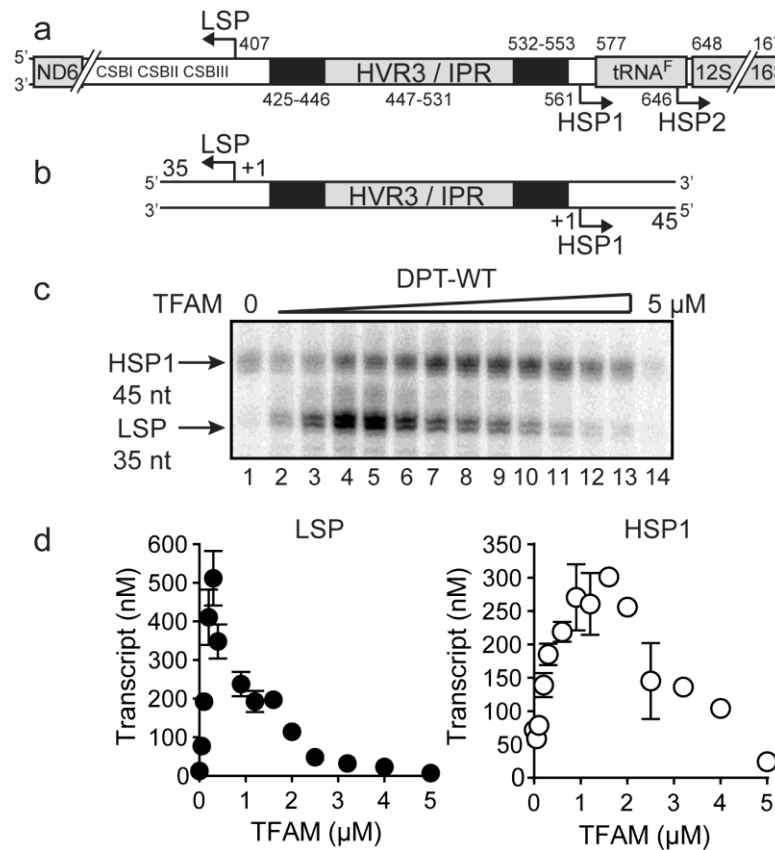 a
LSP
407
532-553
577
648
167
5'
3'
ND6
CSBI CSBII CSBIII
HVR3 / IPR
tRNAF
12S
16S
425-446
447-531
561
HSP1
646
HSP2
b
LSP
35
+1
5'
3'
HVR3 / IPR
3'
5'
+1
HSP1
45
c
DPT-WT
TFAM
0
5 µM
HSP1
45 nt
LSP
35 nt
1 2 3 4 5 6 7 8 9 10 11 12 13 14
d
LSP
Transcript (nM)
600
500
400
300
200
100
0
0 1 2 3 4 5
TFAM (µM)
HSP1
Transcript (nM)
350
300
250
200
150
100
50
0
0 1 2 3 4 5
TFAM (µM)